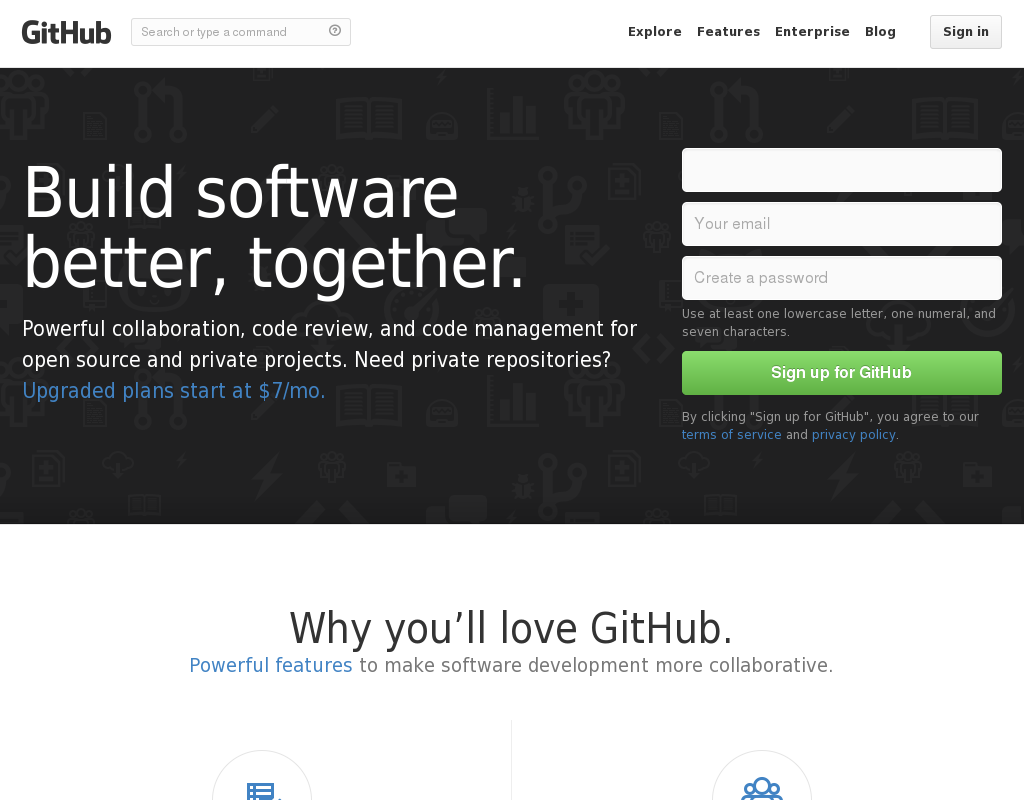 GitHub
Search or type a command
Explore Features Enterprise Blog Sign in
Build software
better, together.
Powerful collaboration, code review, and code management for
open source and private projects. Need private repositories?
Upgraded plans start at $7/mo.
Your email
Create a password
Use at least one lowercase letter, one numeral, and
seven characters.
Sign up for GitHub
By clicking "Sign up for GitHub", you agree to our
terms of service and privacy policy.
Why you’ll love GitHub.
Powerful features to make software development more collaborative.